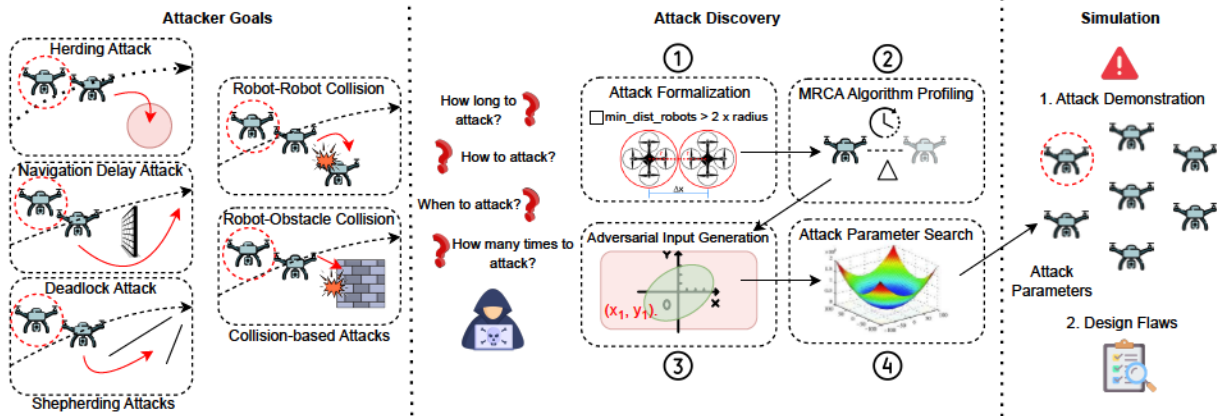 Attacker Goals
Herding Attack
Navigation Delay Attack
Deadlock Attack
Shepherding Attacks
Robot-Robot Collision
Robot-Obstacle Collision
Collision-based Attacks
Attack Discovery
How long to
attack?
How to attack?
When to attack?
How many times to
attack?
1
Attack Formalization
min_dist_robots > 2 x radius
Δx
2
MRCA Algorithm Profiling
△
Adversarial Input Generation
Y
X
O
(x1, y1)
3
Attack Parameter Search
4
Simulation
1. Attack Demonstration
Attack
Parameters
2. Design Flaws